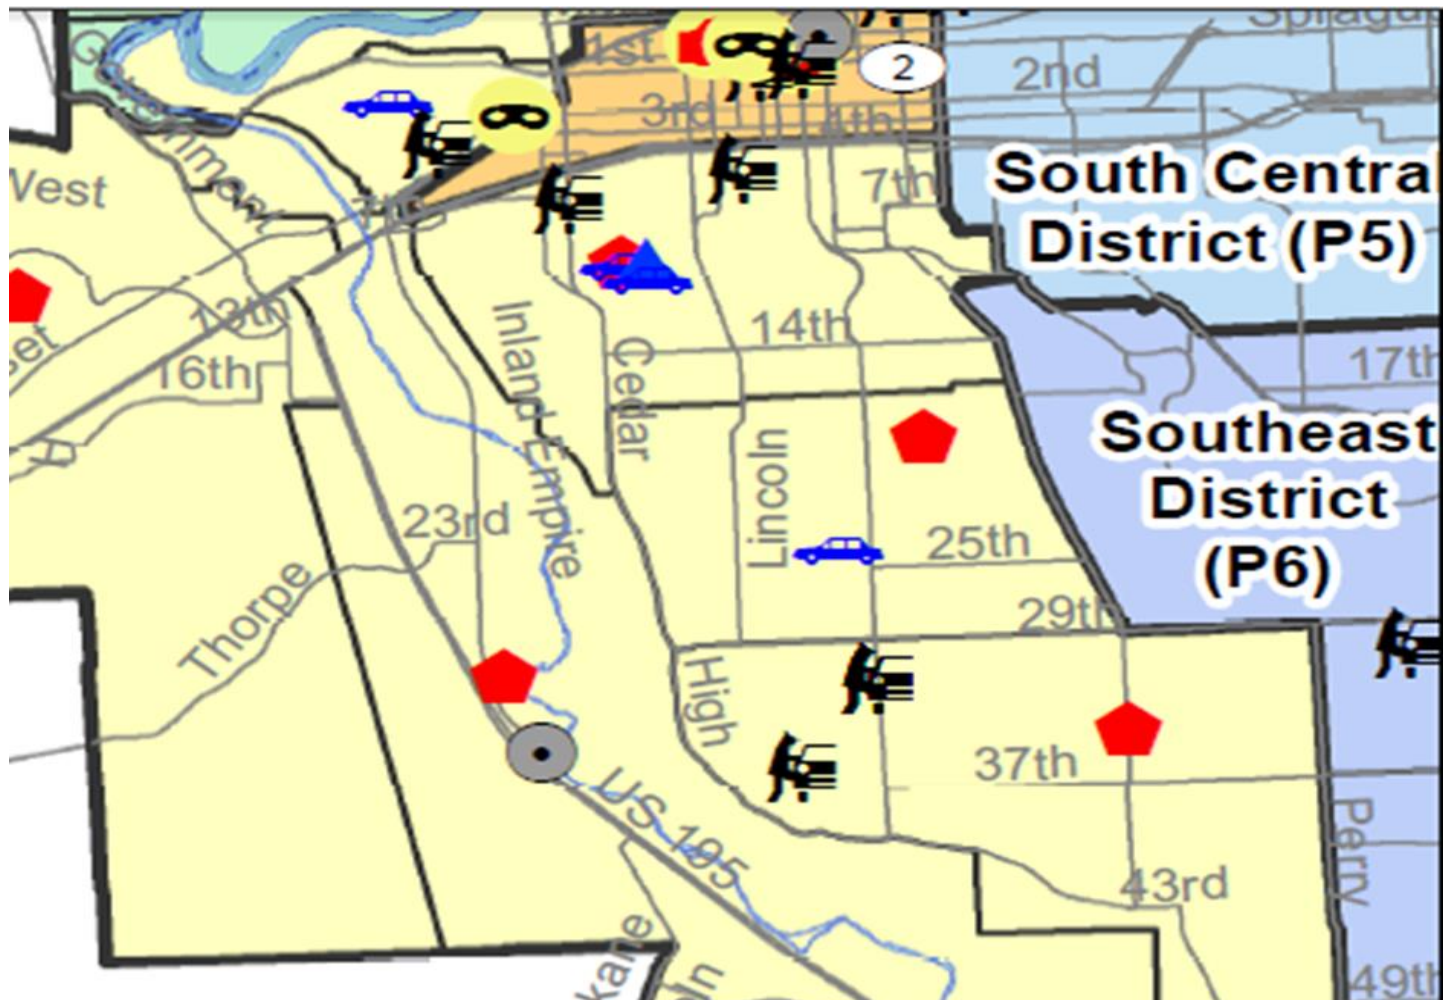 Sprague
1st
2
2nd
3rd
4th
7th
West
South Central
District (P5)
13th
14th
16th
17th
Inland Empire
Cedar
Lincoln
Southeast
District
(P6)
23rd
25th
Thorpe
29th
High
37th
US 195
Perry
43rd
49th